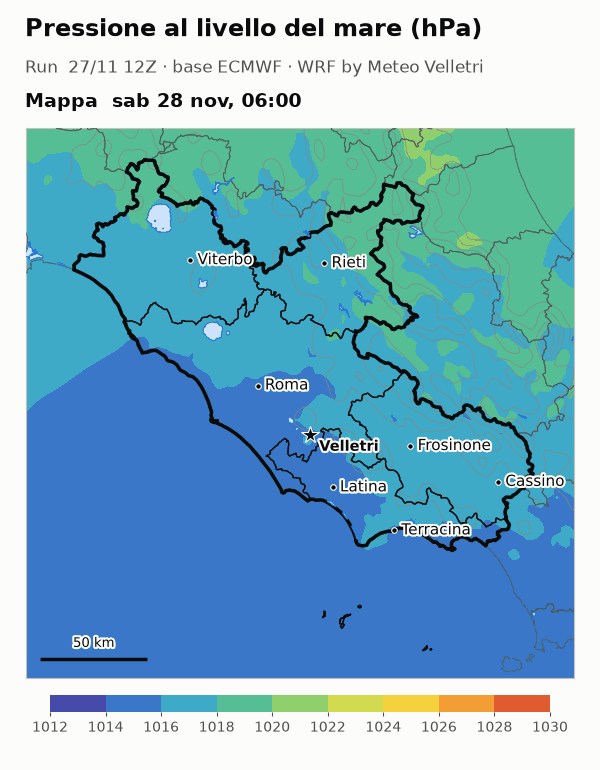 Pressione al livello del mare (hPa)
Run  27/11 12Z · base ECMWF · WRF by Meteo Velletri
Mappa  sab 28 nov, 06:00
Viterbo
Rieti
Roma
Velletri
Frosinone
Cassino
Latina
Terracina
50 km
1012 1014 1016 1018 1020 1022 1024 1026 1028 1030